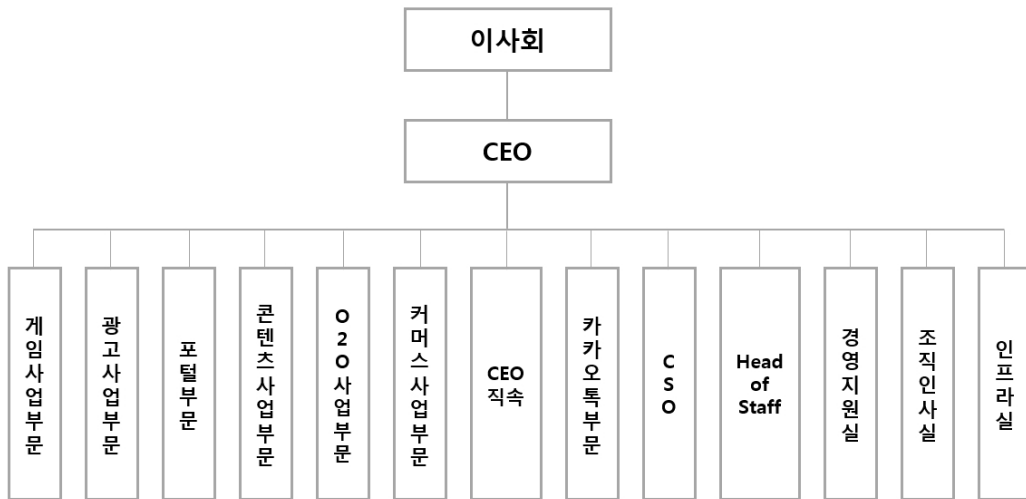 이사회
CEO
게임사업부문
광고사업부문
포털부문
콘텐츠사업부문
O2O사업부문
커머스사업부문
CEO
직속
카카오톡부문
CSO
Head
of
Staff
경영지원실
조직인사실
인프라실